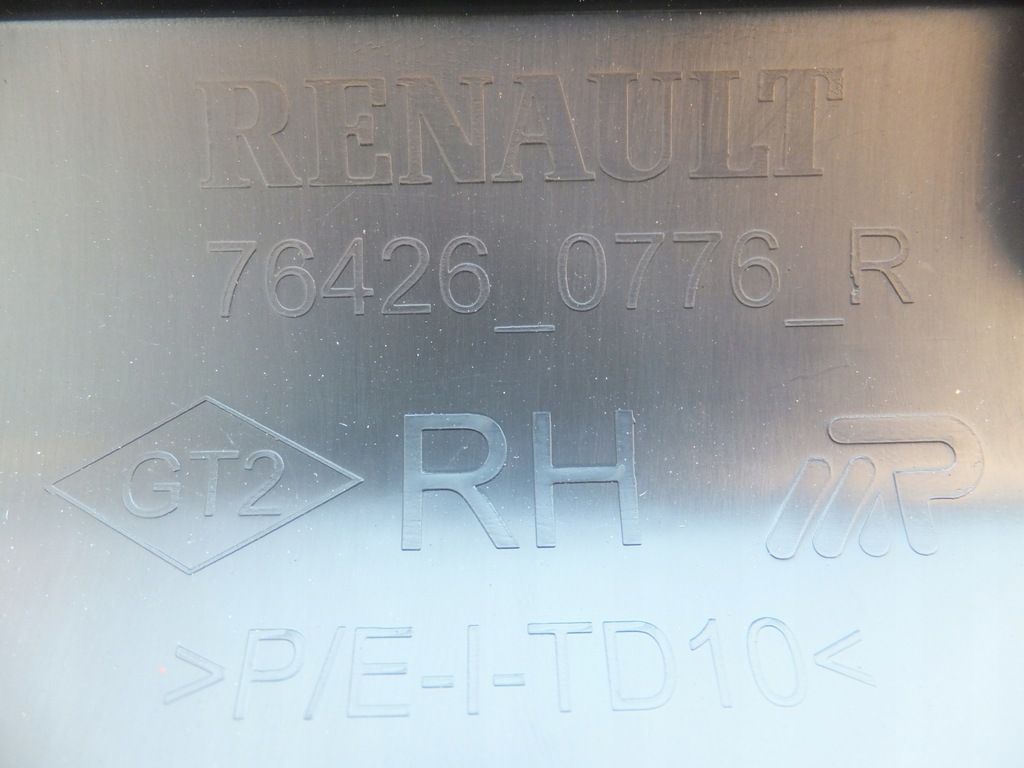 RENAULT
76426_0776_R
GT2 RH
>P/E-I-TD10<